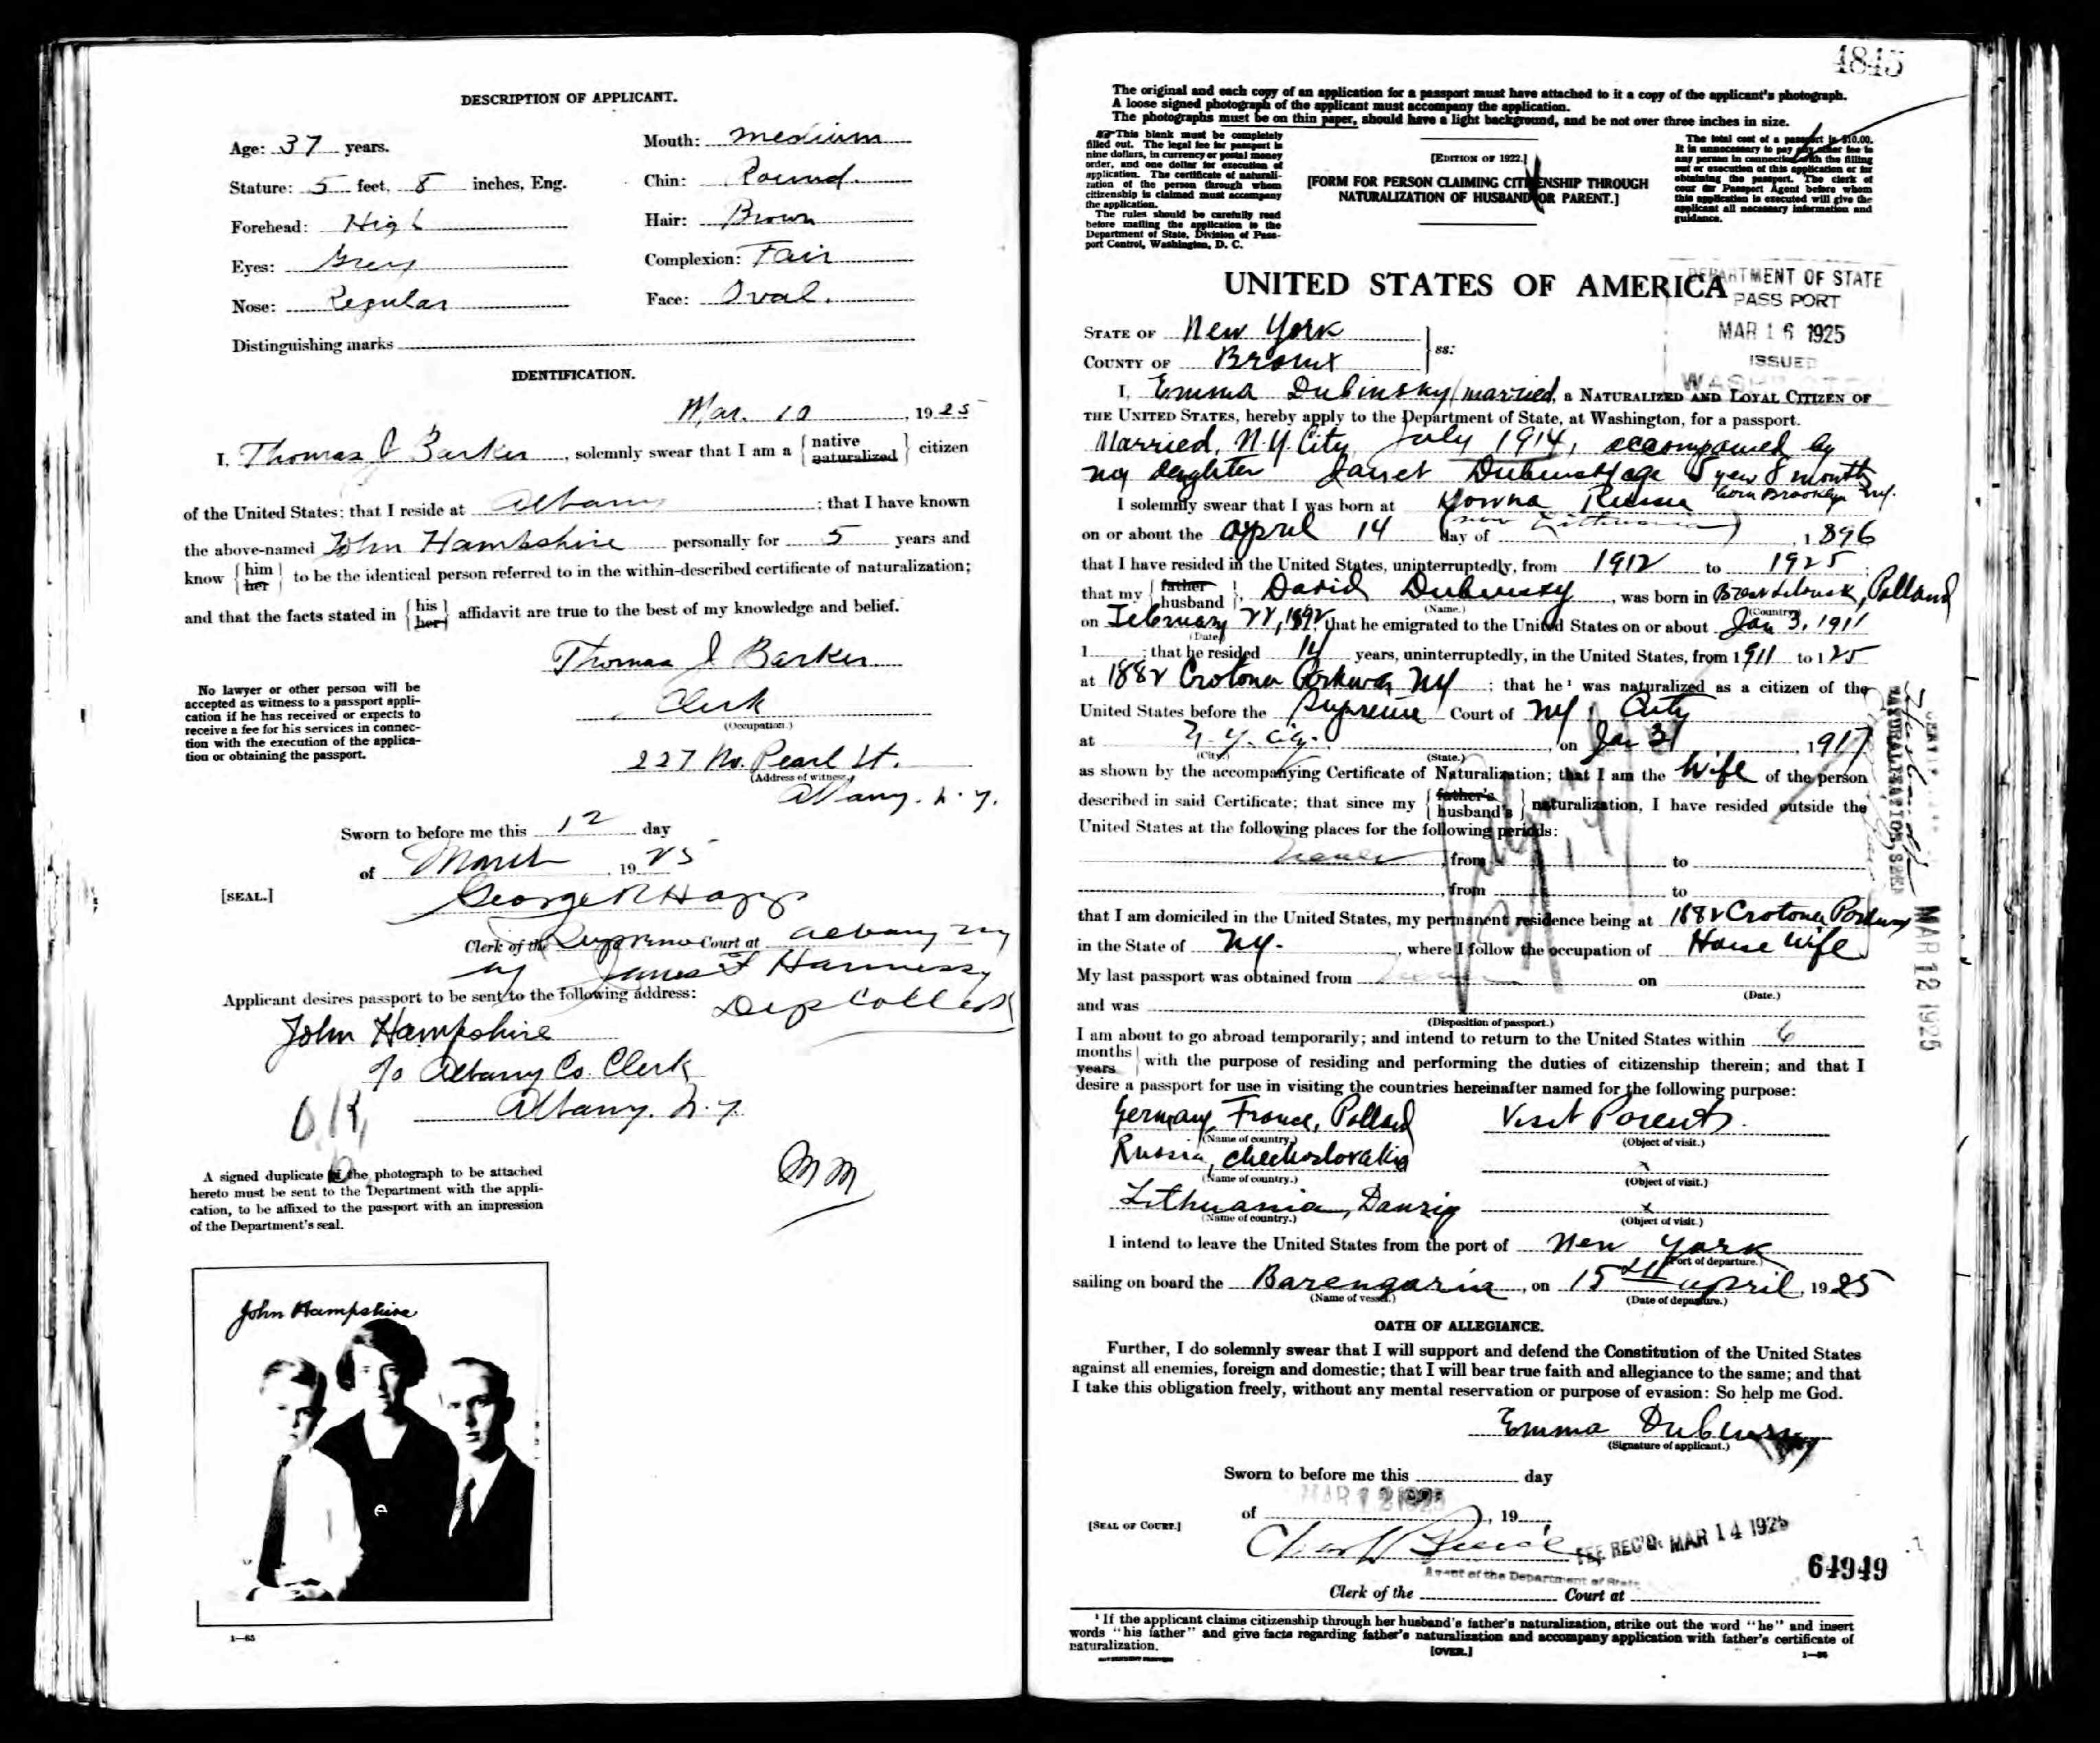 DESCRIPTION OF APPLICANT.
Age: 37 years.
Mouth: medium
Stature: 5 feet, 8 inches, Eng.
Chin: Round.
Forehead: High
Hair: Brown
Eyes: Grey
Complexion: Fair
Nose: Regular
Face: Oval.
Distinguishing marks
IDENTIFICATION.
Mar. 10, 1925
I, Thomas J Barker, solemnly swear that I am a { native naturalized } citizen
of the United States; that I reside at Albany; that I have known
the above-named John Hampshire personally for 5 years and
know { him her } to be the identical person referred to in the within-described certificate of naturalization;
and that the facts stated in { his her } affidavit are true to the best of my knowledge and belief.
Thomas J Barker
Clerk
(Occupation.)
227 No. Pearl St.
(Address of witness.)
Albany. N.Y.
No lawyer or other person will be
accepted as witness to a passport appli-
cation if he has received or expects to
receive a fee for his services in connec-
tion with the execution of the applica-
tion or obtaining the passport.
Sworn to before me this 12 day
of March, 1925
[SEAL.]
George
Clerk of the Supreme Court at Albany NY
by James F Hannessy
Dep
Applicant desires passport to be sent to the following address:
John Hampshire
c/o Albany Co. Clerk
Albany. N.Y.
O.K.
MM
A signed duplicate of the photograph to be attached
hereto must be sent to the Department with the appli-
cation, to be affixed to the passport with an impression
of the Department's seal.
John Hampshire
1—65
4845
The original and each copy of an application for a passport must have attached to it a copy of the applicant's photograph.
A loose signed photograph of the applicant must accompany the application.
The photographs must be on thin paper, should have a light background, and be not over three inches in size.
This blank must be completely
filled out. The legal fee for passport is
nine dollars, in currency or postal money
order, and one dollar for execution of
application. The certificate of naturali-
zation of the person through whom
citizenship is claimed must accompany
the application.
The rules should be carefully read
before mailing the application to the
Department of State, Division of Pass-
port Control, Washington, D. C.
[EDITION OF 1922.]
[FORM FOR PERSON CLAIMING CITIZENSHIP THROUGH
NATURALIZATION OF HUSBAND OR PARENT.]
The total cost of a passport is $10.00.
It is unnecessary to pay any other fee to
any person in connection with the filling
out or execution of this application or for
obtaining the passport. The clerk of
court or Passport Agent before whom
this application is executed will give the
applicant all necessary information and
guidance.
UNITED STATES OF AMERICA
DEPARTMENT OF STATE
PASSPORT
MAR 16 1925
ISSUED
WASHINGTON
STATE OF New York
COUNTY OF Bronx
ss:
I, Emma Dubinsky married, a NATURALIZED AND LOYAL CITIZEN OF
THE UNITED STATES, hereby apply to the Department of State, at Washington, for a passport.
Married, N.Y. City July 1914, accompanied by
my daughter Janet Dubinsky age 5 year 8 months
born Brooklyn N.Y.
I solemnly swear that I was born at Kowna Russia
(now Lithuania)
on or about the April 14 day of, 1896
that I have resided in the United States, uninterruptedly, from 1912 to 1925;
that my { father husband }, David Dubinsky, was born in Brest Litovsk, Polland
(Name.) (Country.)
on February 22, 1892 that he emigrated to the United States on or about Jan 3, 1911
(Date)
1; that he resided 14 years, uninterruptedly, in the United States, from 1911 to 125
at 1882 Crotona Parkway NY; that he¹ was naturalized as a citizen of the
United States before the Supreme Court of NY City
at N.Y. City, on Jan 31, 1917
(City.) (State.)
as shown by the accompanying Certificate of Naturalization; that I am the Wife of the person
described in said Certificate; that since my { father's husband's } naturalization, I have resided outside the
United States at the following places for the following periods:
never, from to
, from to
that I am domiciled in the United States, my permanent residence being at 1882 Crotona Parkway
in the State of NY., where I follow the occupation of House Wife
My last passport was obtained from on
(Date.)
and was
(Disposition of passport.)
I am about to go abroad temporarily; and intend to return to the United States within 6
months years } with the purpose of residing and performing the duties of citizenship therein; and that I
desire a passport for use in visiting the countries hereinafter named for the following purpose:
Germany, France, Polland Visit Parents.
(Name of country.) (Object of visit.)
Russia, Checkoslovakia x
(Name of country.) (Object of visit.)
Lithuania, Danzig x
(Name of country.) (Object of visit.)
I intend to leave the United States from the port of New York
(Port of departure.)
sailing on board the Barengaria, on 15th April, 1925
(Name of vessel.) (Date of departure.)
OATH OF ALLEGIANCE.
Further, I do solemnly swear that I will support and defend the Constitution of the United States
against all enemies, foreign and domestic; that I will bear true faith and allegiance to the same; and that
I take this obligation freely, without any mental reservation or purpose of evasion: So help me God.
Emma Dubinsky
(Signature of applicant.)
Sworn to before me this day
MAR 12 1925
of, 19
[SEAL OF COURT.]
FEE REC'D. MAR 14 1925
Agent of the Department of State
64949
Clerk of the Court at
¹ If the applicant claims citizenship through her husband's father's naturalization, strike out the word "he" and insert
words "his father" and give facts regarding father's naturalization and accompany application with father's certificate of
naturalization.
[OVER.]
NATURALIZATION SEEN
MAR 12 1925